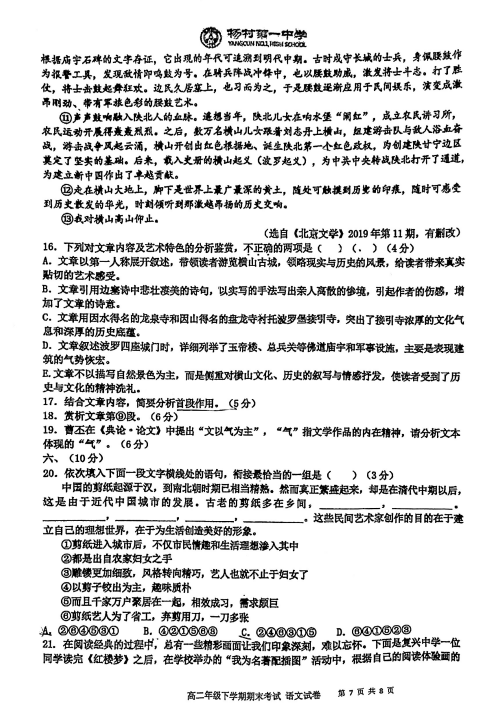 杨村第一中学
YANGCUN NO.1 HIGH SCHOOL
根据庙宇石碑的文字存证，它出现的年代可追溯到明代中期。古时戍守长城的士兵，身佩腰鼓作
为报警工具，发现敌情即鸣鼓为号。在骑兵阵战冲锋中，也以腰鼓助威，激发将士斗志。打了胜
仗，将士击鼓起舞狂欢。边民久居塞上，也习而为之，于是腰鼓逐渐应用于民间娱乐，演变成激
昂刚劲、带有军旅色彩的腰鼓艺术。
⑪声声鼓响融入陕北人的血脉。遥想当年，陕北儿女在响水堡“闹红”，成立农民讲习所，
农民运动开展得轰轰烈烈。之后，数万名横山儿女跟着刘志丹上横山，组建游击队与敌人浴血奋
战，游击战争风起云涌，横山开创出红色根据地、诞生陕北第一个红色政权，为创建陕甘宁边区
奠定了坚实的基础。后来，载入史册的横山起义（波罗起义），为中共中央转战陕北打开了通道，
为建立新中国作出了卓越贡献。
⑫走在横山大地上，脚下是世界上最广袤深的黄土，随处可触摸到历史的印痕，随时可感受
到历史散发的华光，时刻倾听到那激越昂扬的历史交响。
⑬我对横山高山仰止。
（选自《北京文学》2019年第11期，有删改）
16．下列对文章内容及艺术特色的分析鉴赏，不正确的两项是（ ）（、 ）（4分）
A．文章以第一人称展开叙述，带领读者游览横山古城，领略现实与历史的风景，给读者带来真实
贴切的艺术感受。
B．文章引用边塞诗中悲壮凄美的诗句，以实写的手法写出亲人离散的惨境，引起作者的伤感，增
加了文章的诗意。
C．文章用因水得名的龙泉寺和因山得名的盘龙寺衬托波罗堡接引寺，突出了接引寺浓厚的文化气
息和深厚的历史底蕴。
D．文章叙述波罗四座城门时，详细列举了玉帝楼、总兵关等佛道庙宇和军事设施，主要是表现建
筑的气势恢宏。
E.文章不以描写自然景色为主，而是侧重对横山文化、历史的叙写与情感抒发，使读者受到了历
史与文化的精神洗礼。
17．结合文章内容，简要分析首段作用。（5分）
18．赏析文章第⑨段。（6分）
19．曹丕在《典论·论文》中提出“文以气为主”，“气”指文学作品的内在精神，请分析文本
体现的“气”。（6分）
六、（10分）
20．依次填入下面一段文字横线处的语句，衔接最恰当的一组是（ ）（3分）
中国的剪纸起源于汉，到南北朝时期已相当精熟。然而真正繁盛起来，却是在清代中期以后，
这是由于近代中国城市的发展。古老的剪纸多在乡间，__________，__________。
__________，__________，__________，__________。这些民间艺术家创作的目的在于建
立自己的理想世界，在于为生活创造美好的形象。
①剪纸进入城市后，不仅市民情趣和生活理想渗入其中
②都是出自农家妇女之手
③雕镂更加细致，风格转向精巧，艺人也就不止于妇女了
④以剪子铰出为主，趣味质朴
⑤而且千家万户聚居在一起，相效成习，需求颇巨
⑥剪纸艺人为了省工，弃剪用刀，一刀多张
A．②⑥④⑤③① B．④②①⑤⑥③ C．②④⑥③①⑤ D．⑥④①⑤②③
21．在阅读经典的过程中，总有一些精彩画面让我们印象深刻，难以忘怀。下面是复兴中学一位
同学读完《红楼梦》之后，在学校举办的“我为名著配插图”活动中，根据自己的阅读体验画的
高二年级下学期期末考试 语文试卷 第 7 页 共 8 页